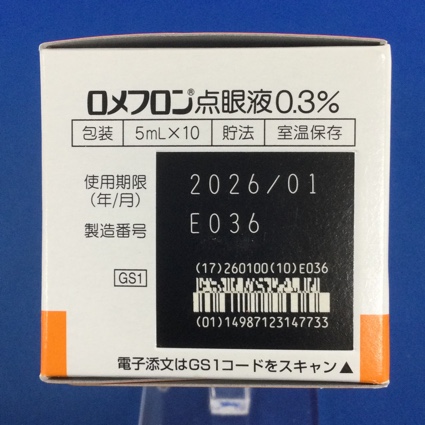 ロメフロン®点眼液0.3%
包装 5mL×10 貯法 室温保存
使用期限 2026/01
(年/月)
製造番号 E036
GS1 (17)260100(10)E036
(01)14987123147733
電子添文はGS1コードをスキャン▲